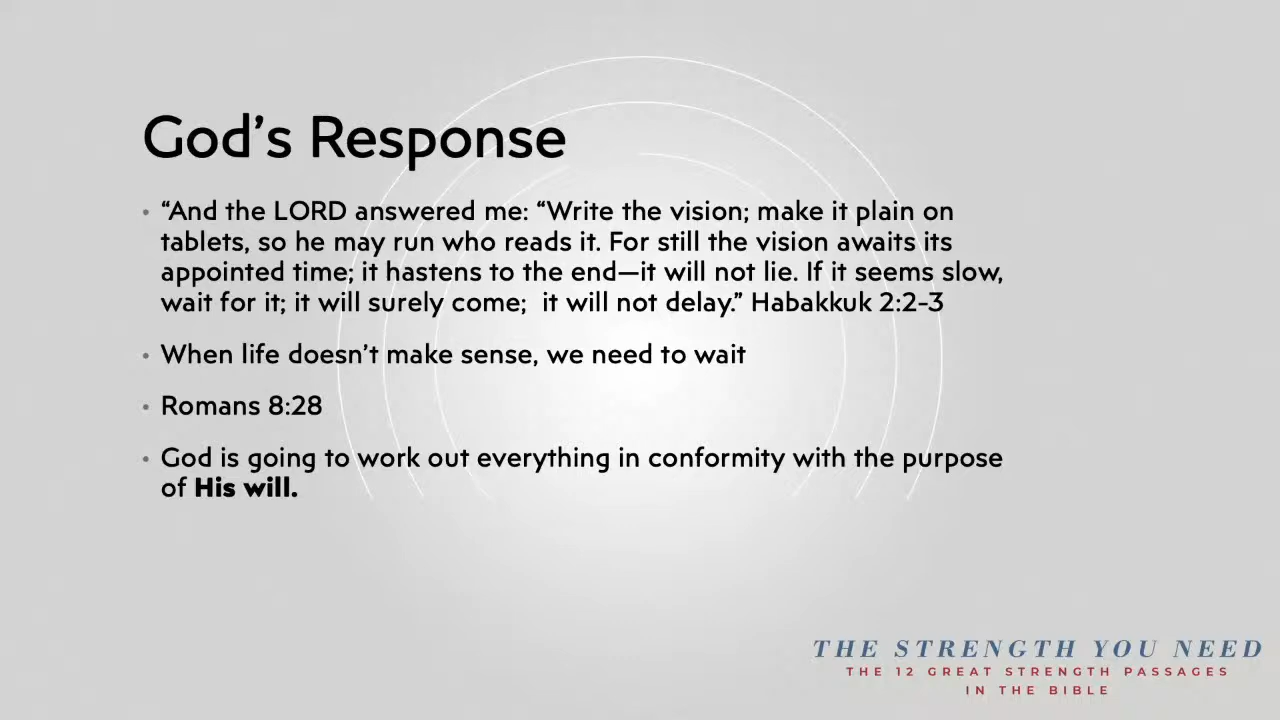 God’s Response
• “And the LORD answered me: “Write the vision; make it plain on
tablets, so he may run who reads it. For still the vision awaits its
appointed time; it hastens to the end—it will not lie. If it seems slow,
wait for it; it will surely come;  it will not delay.” Habakkuk 2:2-3
• When life doesn’t make sense, we need to wait
• Romans 8:28
• God is going to work out everything in conformity with the purpose
of His will.
THE STRENGTH YOU NEED
THE 12 GREAT STRENGTH PASSAGES
IN THE BIBLE